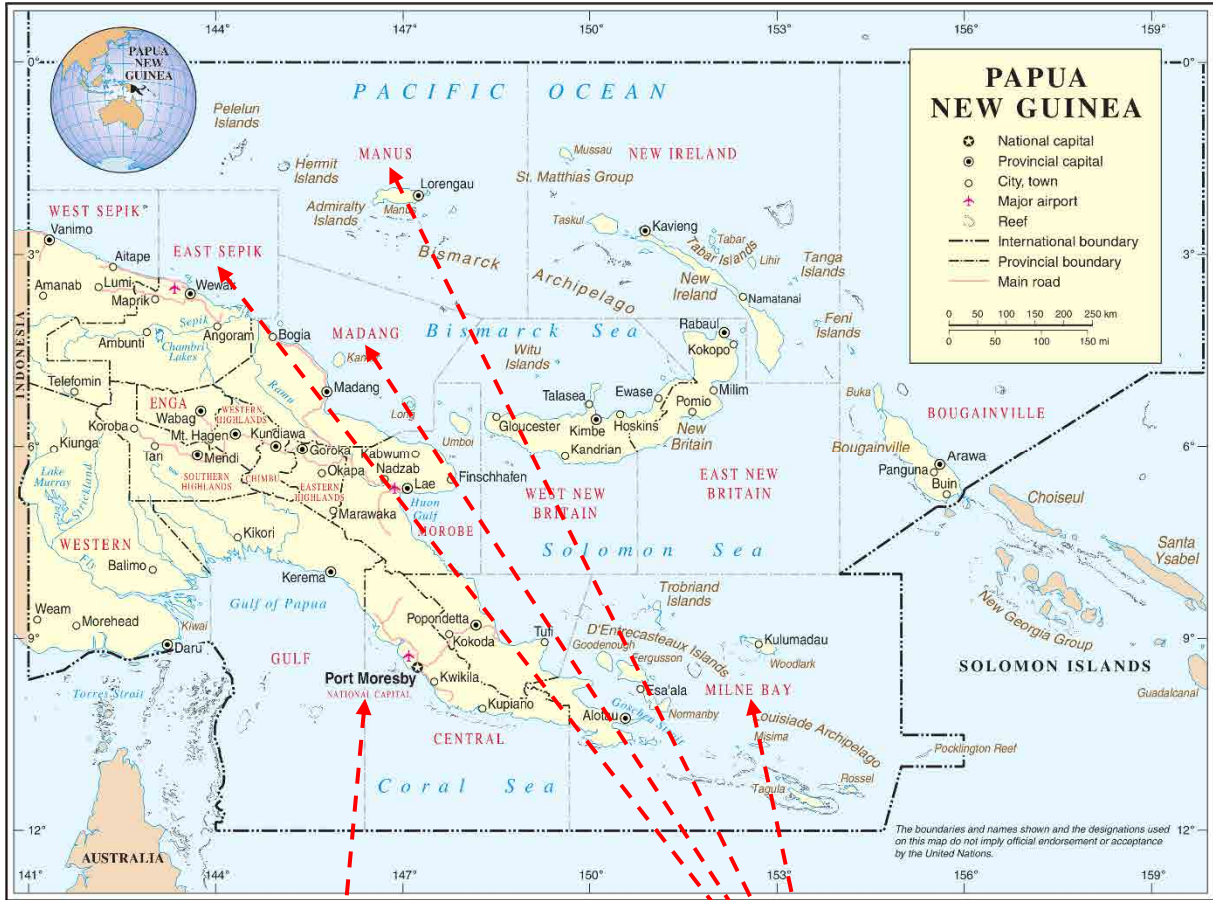 144°
147°
150°
153°
156°
159°
PAPUA
NEW
GUINEA
0°
0°
PACIFIC OCEAN
PAPUA
NEW GUINEA
National capital
Provincial capital
City, town
Major airport
Reef
International boundary
Provincial boundary
Main road
0 50 100 150 200 250 km
0 50 100 150 mi
Pelelun
Islands
Hermit
Islands
MANUS
Mussau
NEW IRELAND
St. Matthias Group
Lorengau
Manus
Admiralty
Islands
WEST SEPIK
Vanimo
Taskul
Kavieng
Tabar
Tabar Islands
Lihir
Tanga
Islands
EAST SEPIK
Aitape
3°
3°
Bismarck
Archipelago
New
Ireland
Namatanai
Amanab
Lumi
Maprik
Wewak
Feni
Islands
Sepik
Angoram
Bogia
MADANG
Bismarck Sea
Rabaul
Kokopo
Ambunti
Chambri
Lakes
Witu
Islands
INDONESIA
Telefomin
Ramu
Madang
Talasea
Ewase
Milim
Pomio
Buka
BOUGAINVILLE
ENGA
Wabag
WESTERN
HIGHLANDS
Long
Umboi
Gloucester
Kimbe
Hoskins
New
Britain
Koroba
Mt. Hagen
Kundiawa
Goroka
Kabwum
Kandrian
Bougainville
Kiunga
6°
6°
Tari
Mendi
Okapa
Nadzab
Finschhafen
Arawa
Panguna
Buin
Lake
Murray
Strickland
SOUTHERN
HIGHLANDS
CHIMBU
EASTERN
HIGHLANDS
Lae
Huon
Gulf
WEST NEW
BRITAIN
EAST NEW
BRITAIN
Choiseul
Marawaka
MOROBE
Kikori
WESTERN
Solomon Sea
Santa
Ysabel
Fly
Balimo
Kerema
Trobriand
Islands
New Georgia Group
Weam
Morehead
Kiwai
Gulf of Papua
Popondetta
Kokoda
Tufi
D'Entrecasteaux Islands
Goodenough
Fergusson
Kulumadau
Woodlark
9°
9°
Daru
GULF
SOLOMON ISLANDS
Torres Strait
Port Moresby
NATIONAL CAPITAL
Kwikila
Esa'ala
MILNE BAY
Guadalcanal
Kupiano
Alotau
Goschen Strait
Normanby
Louisiade Archipelago
CENTRAL
Misima
Pocklington Reef
Coral Sea
Rossel
Tagula
12°
12°
The boundaries and names shown and the designations used
on this map do not imply official endorsement or acceptance
by the United Nations.
AUSTRALIA
141°
144°
147°
150°
153°
156°
159°